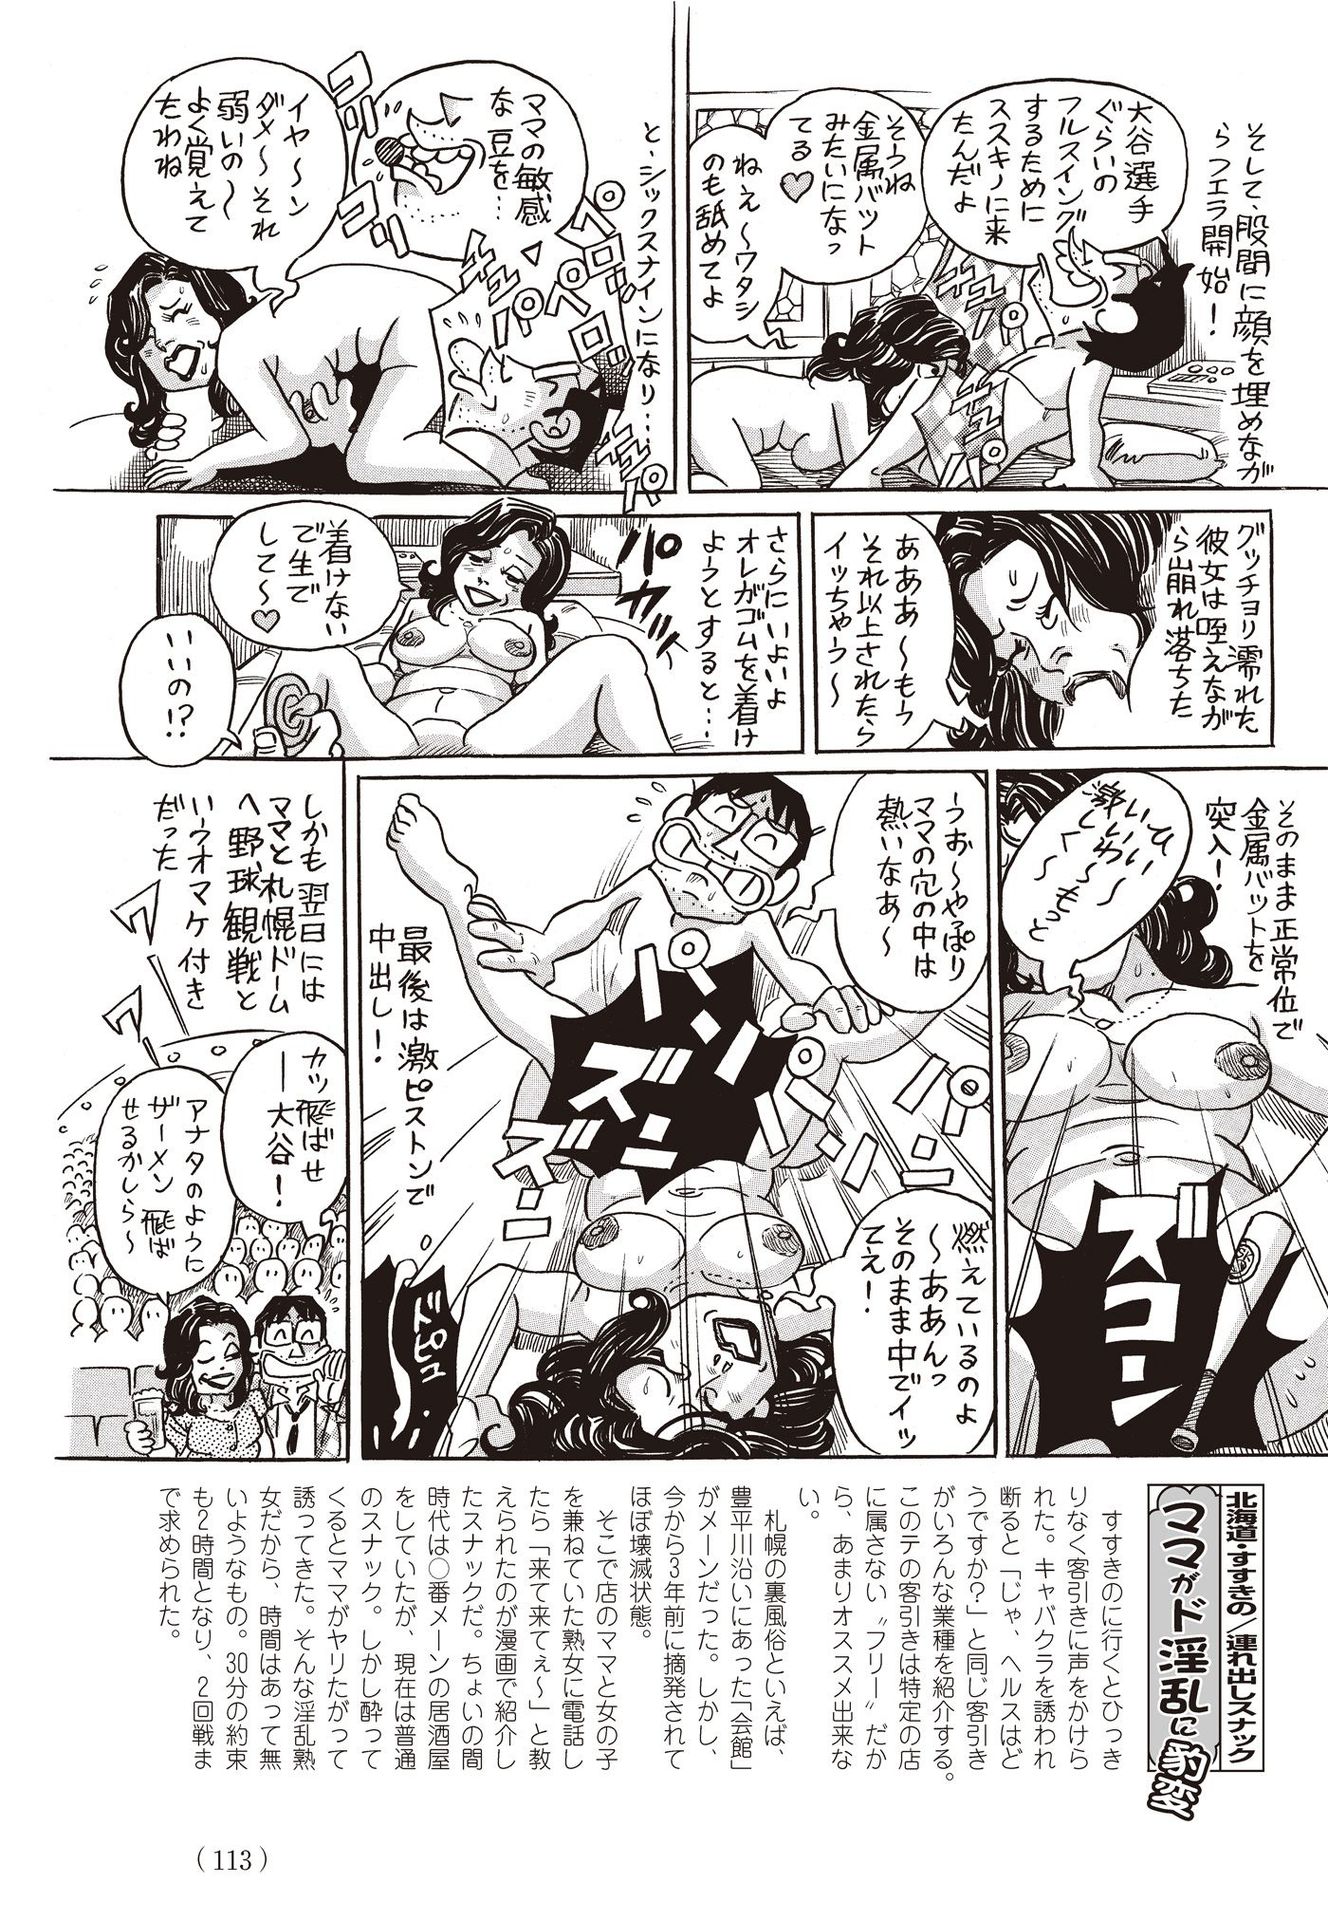 そして、股間に顔を埋めなが
らフェラ開始！
大谷選手
ぐらいの
フルスイング
するために
ススキノに来
たんだよ
そうね
金属バット
みたいになっ
てる♡
ねえ〜ワタシ
のも舐めてよ
と、シックスナインになり…
ママの敏感
な豆を…
イヤ〜ン
ダメ〜それ
弱いの〜
よく覚えて
たわね
グッチョリ濡れた
彼女は咥えなが
ら崩れ落ちた
あああ〜もう
それ以上されたら
イッちゃう〜
さらにいよいよ
オレがゴムを着け
ようとすると…
パッ
着けない
で生で
して〜♡
いいの!?
そのまま正常位で
金属バットを
突入！
ひいい〜
いいわ〜もっと
激しく〜
ズコン
うお〜やっぱり
ママの穴の中は
熱いなあ〜
パンパン
パンパン
ズン
ズン
燃えているのよ
〜ああんっ
そのまま中でイッ
てえ！
最後は激ピストンで
中出し！
ドピュ
しかも翌日には
ママと札幌ドーム
へ野球観戦と
いうオマケ付き
だった
ワー
ワー
カッ飛ばせ
ー大谷！
アナタのように
ザーメン飛ば
せるかしら〜
北海道・すすきの/連れ出しスナック
ママがド淫乱に豹変
すすきのに行くとひっき
りなく客引きに声をかけら
れた。キャバクラを誘われ
断ると「じゃ、ヘルスはど
うですか？」と同じ客引き
がいろんな業種を紹介する。
このテの客引きは特定の店
に属さない〝フリー〟だか
ら、あまりオススメ出来な
い。
札幌の裏風俗といえば、
豊平川沿いにあった「会館」
がメーンだった。しかし、
今から3年前に摘発されて
ほぼ壊滅状態。
そこで店のママと女の子
を兼ねていた熟女に電話し
たら「来て来てぇ〜」と教
えられたのが漫画で紹介し
たスナックだ。ちょいの間
時代は○番メーンの居酒屋
をしていたが、現在は普通
のスナック。しかし酔って
くるとママがヤリたがって
誘ってきた。そんな淫乱熟
女だから、時間はあって無
いようなもの。30分の約束
も2時間となり、2回戦ま
で求められた。
（113）